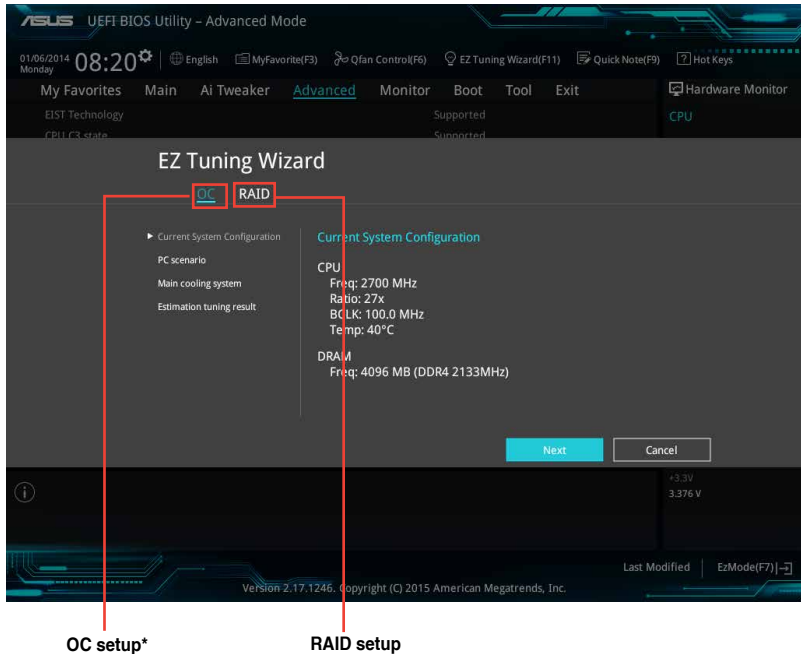 ASUS UEFI BIOS Utility – Advanced Mode
01/06/2014 Monday 08:20 English MyFavorite(F3) Qfan Control(F6) EZ Tuning Wizard(F11) Quick Note(F9) ? Hot Keys
My Favorites Main Ai Tweaker Advanced Monitor Boot Tool Exit Hardware Monitor
EIST Technology Supported CPU
CPU C3 state Supported
EZ Tuning Wizard
OC RAID
Current System Configuration
PC scenario
Main cooling system
Estimation tuning result
Current System Configuration
CPU
Freq: 2700 MHz
Ratio: 27x
BCLK: 100.0 MHz
Temp: 40°C
DRAM
Freq: 4096 MB (DDR4 2133MHz)
Next Cancel
+3.3V
3.376 V
Last Modified EzMode(F7)
Version 2.17.1246. Copyright (C) 2015 American Megatrends, Inc.
OC setup* RAID setup